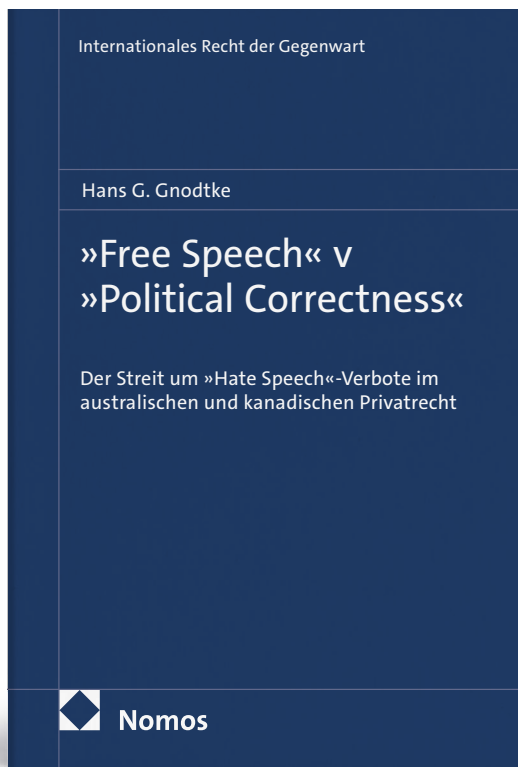 Internationales Recht der Gegenwart
Hans G. Gnodtke
»Free Speech« v
»Political Correctness«
Der Streit um »Hate Speech«-Verbote im
australischen und kanadischen Privatrecht
Nomos